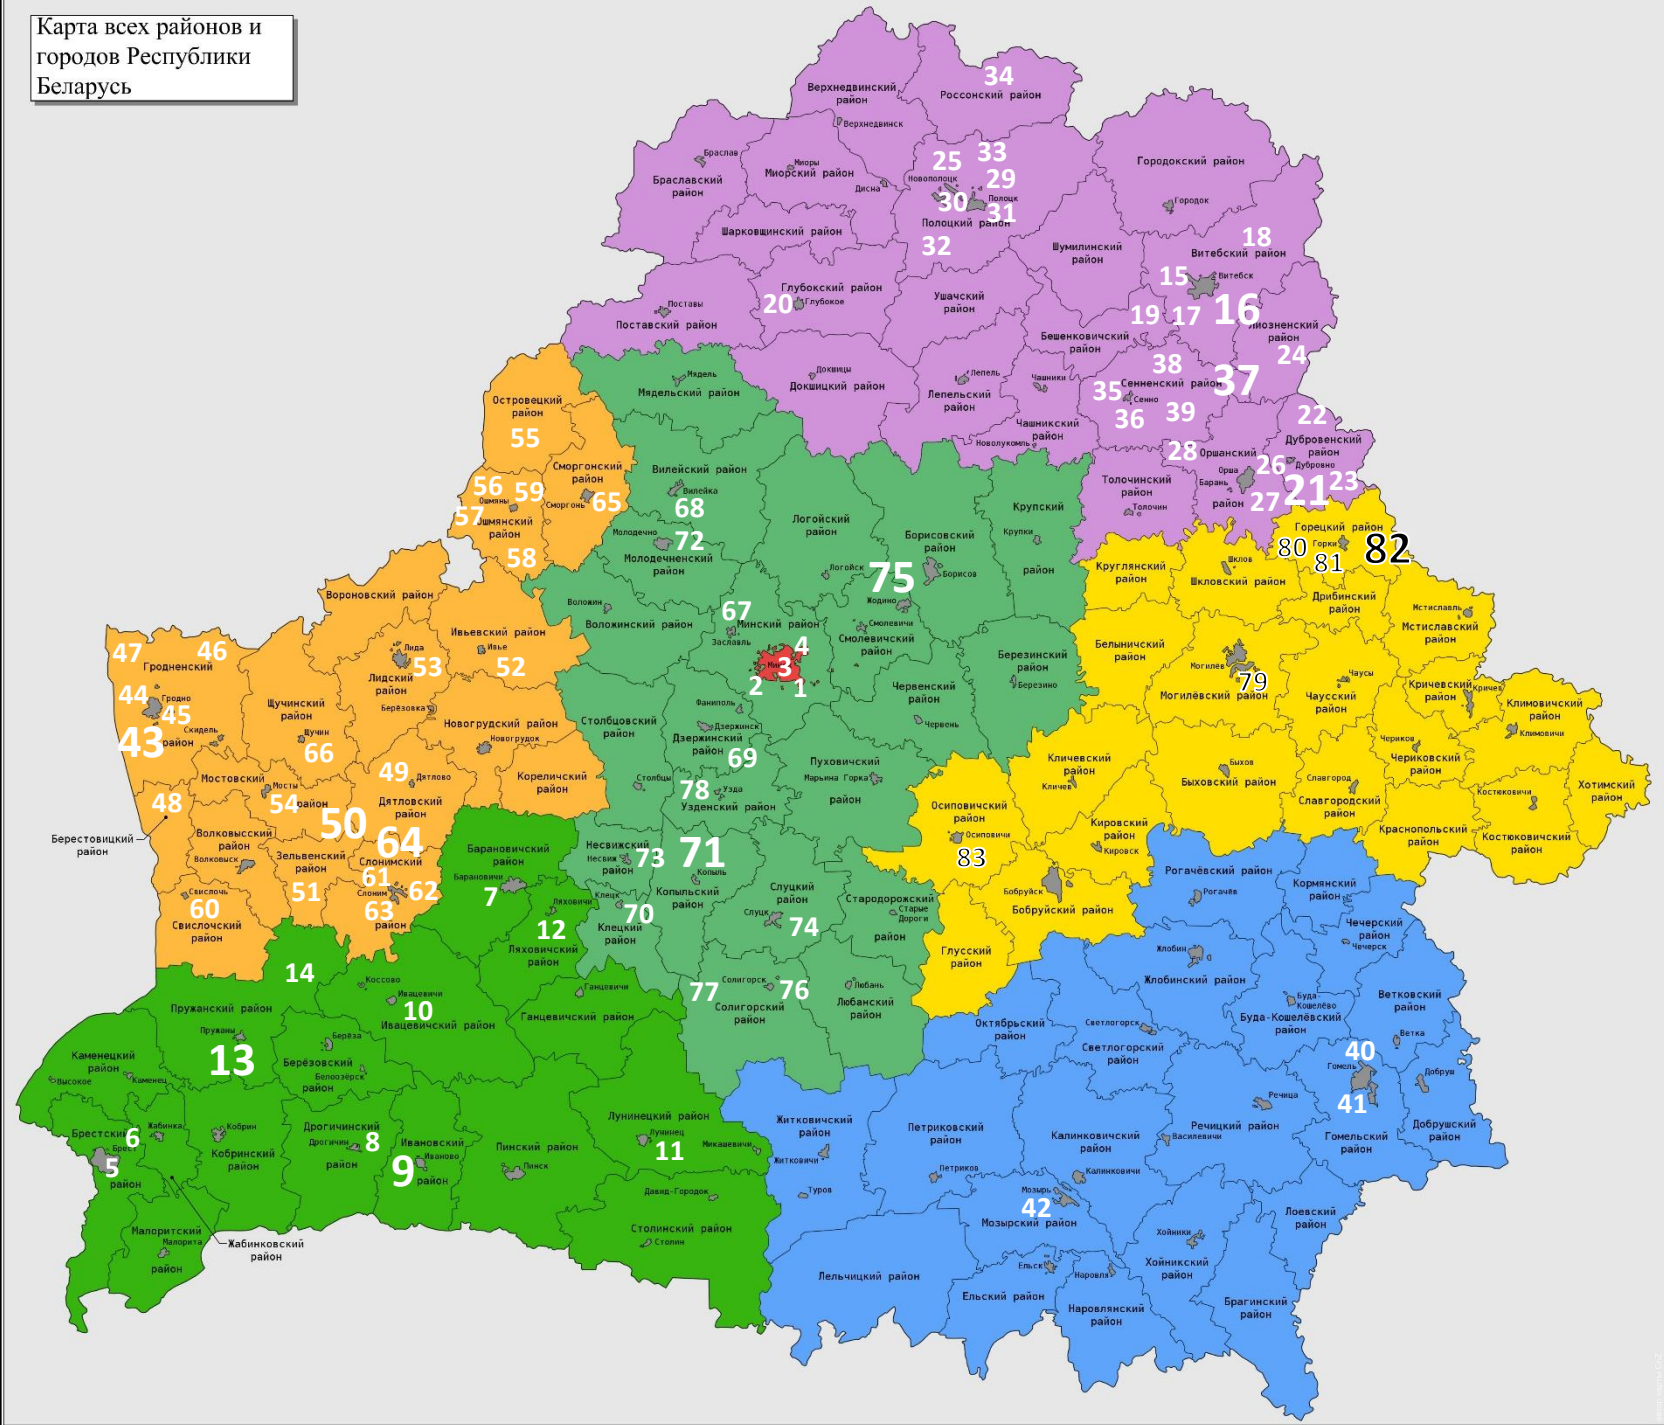 Карта всех районов и
городов Республики
Беларусь
34
Россонский район
Верхнедвинский
район
Верхнедвинск
Браслав
Браславский
район
Миоры
Миорский район
Дисна
25
33
29
Новополоцк
30
Полоцк
31
Полоцкий район
32
Городокский район
Городок
Шарковщинский район
Шумилинский
район
18
Витебский район
15
Витебск
16
17
19
Лиозненский
район
24
Поставы
Поставский район
Глубокский район
20
Глубокое
Ушачский
район
Бешенковичский
район
38
Сенненский район
37
35
Сенно
36
39
Докшицы
Докшицкий район
Лепель
Лепельский
район
Чашники
Чашникский
район
Новолукомль
22
Дубровенский
район
Дубровно
23
21
28
Оршанский
26
Орша
Барань
район
27
Толочинский
район
Толочин
Мядель
Мядельский район
Островецкий
район
55
Сморгонский
район
Сморгонь
65
56
59
Ошмяны
57
Ошмянский
район
58
Вилейский район
Вилейка
68
Молодечно
72
Молодечненский
район
Логойский
район
Логойск
Борисовский
район
75
Борисов
Жодино
Крупский
Крупки
район
Горецкий район
80
Горки
81
82
Круглянский
район
Шклов
Шкловский район
Дрибинский
район
Мстиславль
Мстиславский
район
Вороновский район
Воложин
Воложинский район
67
Минский район
Заславль
4
Минск
3
2
1
Смолевичи
Смолевичский
район
Березинский
район
Березино
Белыничский
район
Могилёв
79
Могилёвский район
Чаусы
Чаусский
район
Кричевский
район
Кричев
Климовичский
район
Климовичи
47
46
Гродненский
44
Гродно
45
Скидель
43
район
Ивьевский район
Ивье
52
Лида
53
Лидский
район
Берёзовка
Щучинский
район
Щучин
66
Новогрудский район
Новогрудок
Столбцовский
район
Столбцы
Фаниполь
Дзержинск
Дзержинский
район
69
Червенский
район
Червень
Пуховичский
Марьина Горка
район
Чериков
Чериковский
район
Кличевский
район
Кличев
Быхов
Быховский район
Славгород
Славгородский
район
Хотимский
район
Костюковичи
Костюковичский
район
Краснопольский
район
48
Берестовицкий
район
Мостовский
Мосты
54
район
49
Дятлово
Дятловский
район
Кореличский
район
50
64
Волковысский
район
Волковыск
Зельвенский
район
51
Слонимский
61
Слоним
62
63
район
Свислочь
60
Свислочский
район
78
Узда
Узденский район
Несвижский
Несвиж
район
73
71
Копыль
Копыльский
район
Клецк
70
Клецкий
район
Слуцкий
район
Слуцк
74
Стародорожский
Старые
Дороги
район
Осиповичский
район
Осиповичи
83
Кировский
район
Кировск
Бобруйск
Бобруйский район
Глусский
район
Барановичский
район
Барановичи
7
Ляховичи
12
Ляховичский
район
14
Пружанский район
Пружаны
13
Коссово
Ивацевичи
10
Ивацевичский район
Ганцевичи
Ганцевичский район
77
Солигорск
76
Солигорский
район
Любань
Любанский
район
Рогачёвский район
Рогачёв
Кормянский
район
Чечерский
район
Чечерск
Жлобин
Жлобинский район
Буда-
Кошелёво
Буда-Кошелёвский
район
Ветковский
район
Ветка
Октябрьский
район
Светлогорск
Светлогорский
район
Каменецкий
район
Высокое
Каменец
Берёза
Берёзовский
Белоозёрск
район
Брестский
6
Брест
5
район
Жабинка
Кобрин
Кобринский
район
Дрогичинский
Дрогичин
8
район
Ивановский
Иваново
9
район
Пинский район
Пинск
Лунинецкий район
Лунинец
11
Микашевичи
Давид-Городок
Столинский район
Столин
Малоритский
Малорита
район
Жабинковский
район
40
Гомель
41
Гомельский
район
Добруш
Добрушский
район
Речица
Речицкий район
Василевичи
Житковичский
район
Житковичи
Туров
Петриковский
район
Петриков
Калинковичский
район
Калинковичи
Мозырь
42
Мозырский район
Лоевский
район
Хойники
Хойникский
район
Лельчицкий район
Ельск
Ельский район
Наровля
Наровлянский
район
Брагинский
район